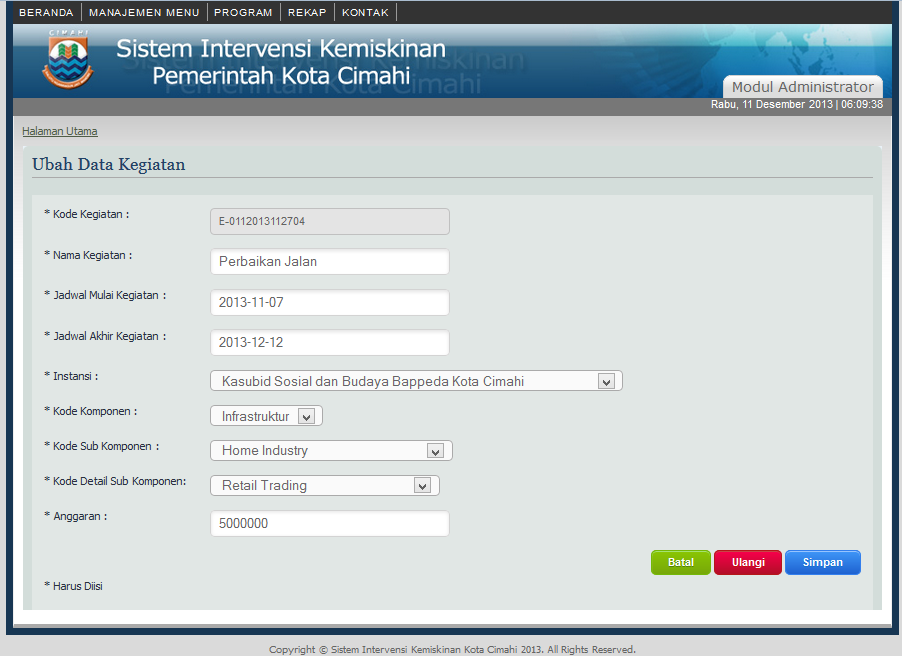 BERANDA MANAJEMEN MENU PROGRAM REKAP KONTAK
CIMAHI
Sistem Intervensi Kemiskinan
Pemerintah Kota Cimahi
Modul Administrator
Rabu, 11 Desember 2013 | 06:09:38
Halaman Utama
Ubah Data Kegiatan
* Kode Kegiatan : E-0112013112704
* Nama Kegiatan : Perbaikan Jalan
* Jadwal Mulai Kegiatan : 2013-11-07
* Jadwal Akhir Kegiatan : 2013-12-12
* Instansi : Kasubid Sosial dan Budaya Bappeda Kota Cimahi
* Kode Komponen : Infrastruktur
* Kode Sub Komponen : Home Industry
* Kode Detail Sub Komponen: Retail Trading
* Anggaran : 5000000
Batal Ulangi Simpan
* Harus Diisi
Copyright © Sistem Intervensi Kemiskinan Kota Cimahi 2013. All Rights Reserved.